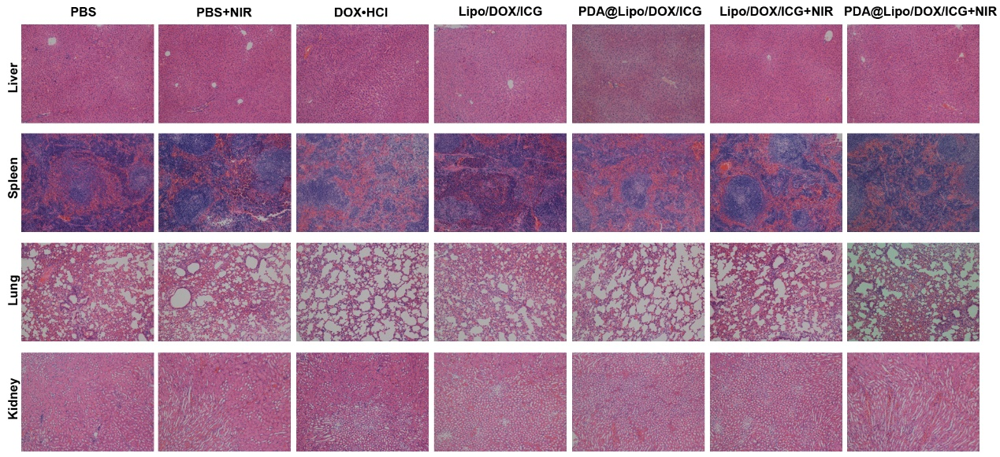 PBS PBS+NIR DOX•HCl Lipo/DOX/ICG PDA@Lipo/DOX/ICG Lipo/DOX/ICG+NIR PDA@Lipo/DOX/ICG+NIR
Liver
Spleen
Lung
Kidney